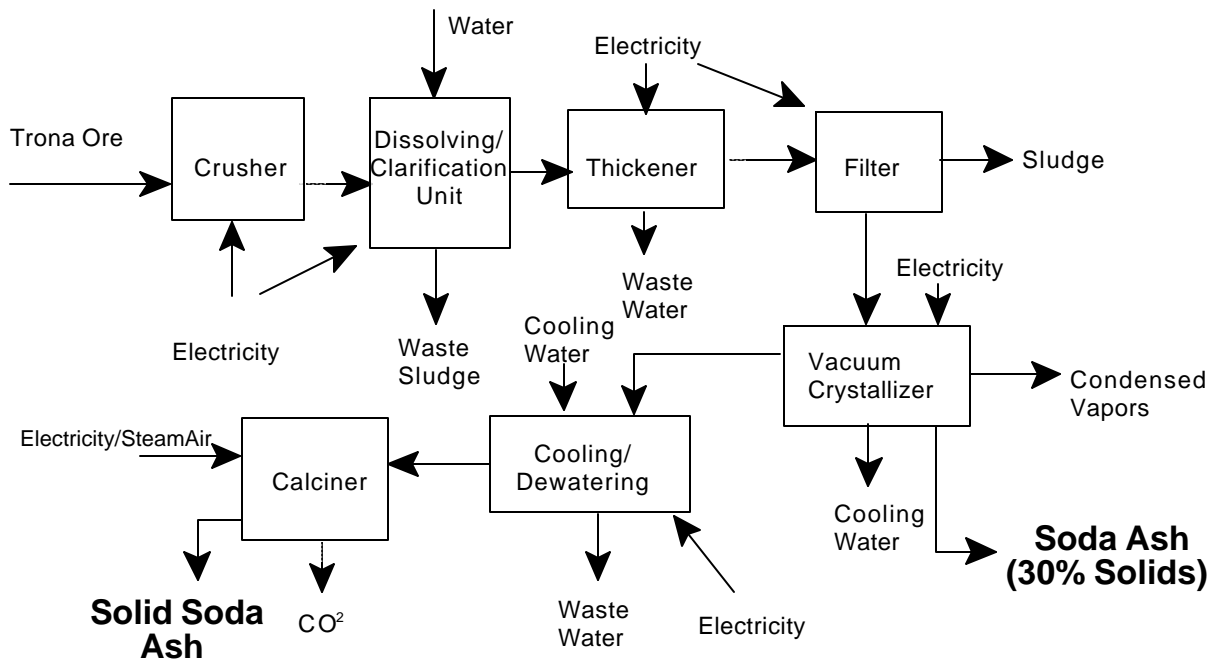 Water
Electricity
Trona Ore
Crusher
Dissolving/
Clarification
Unit
Thickener
Filter
Sludge
Electricity
Waste
Sludge
Waste
Water
Electricity
Cooling
Water
Vacuum
Crystallizer
Condensed
Vapors
Electricity/SteamAir
Calciner
Cooling/
Dewatering
Cooling
Water
Soda Ash
(30% Solids)
Solid Soda
Ash
CO²
Waste
Water
Electricity